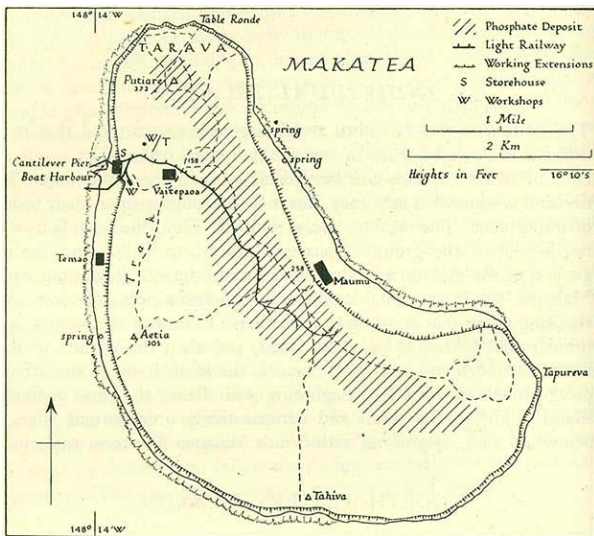 148° 14'W
Table Ronde
TARAVA
Putiare
372
MAKATEA
Phosphate Deposit
Light Railway
Working Extensions
S Storehouse
W Workshops
1 Mile
2 Km
Heights in Feet 16°10's
spring
spring
W/T
158
Cantilever Pier
S
Boat Harbour
W
Vaitepaoa
Temao
258
Maumu
spring
Aetia
305
Tapureva
Tahiva
148° 14'W